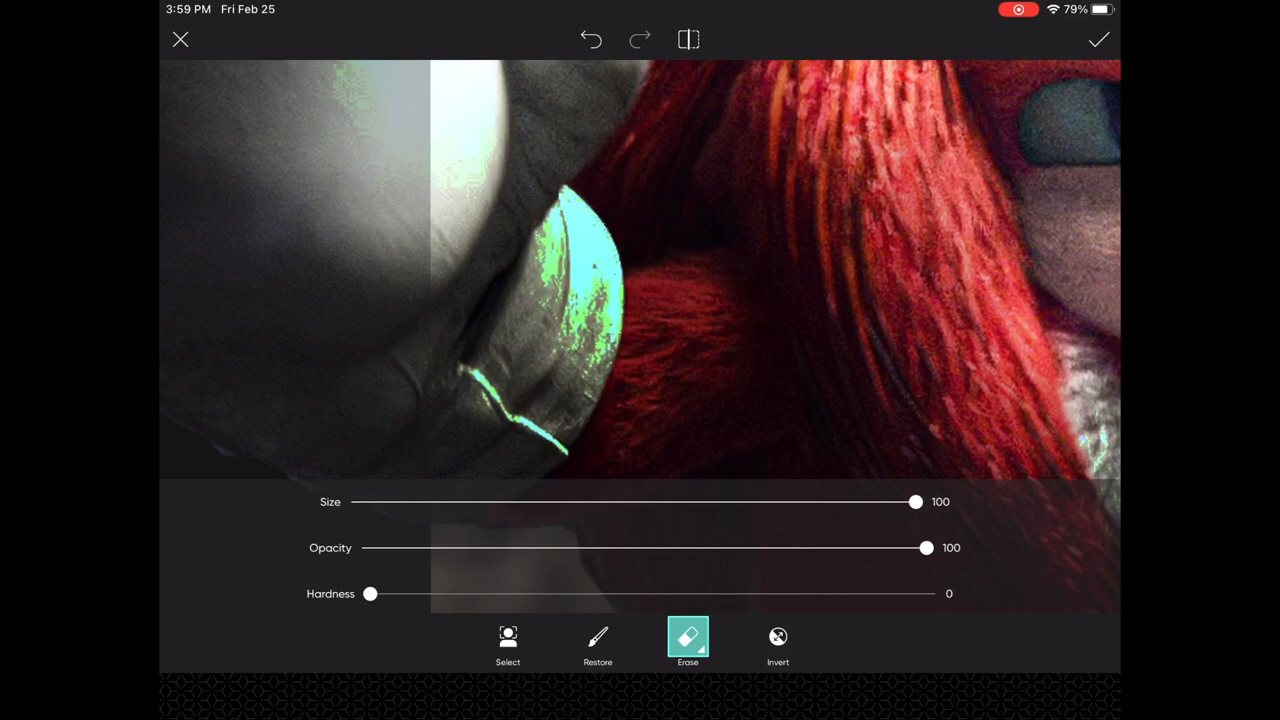 3:59 PM Fri Feb 25 79%
Size 100
Opacity 100
Hardness 0
Select Restore Erase Invert